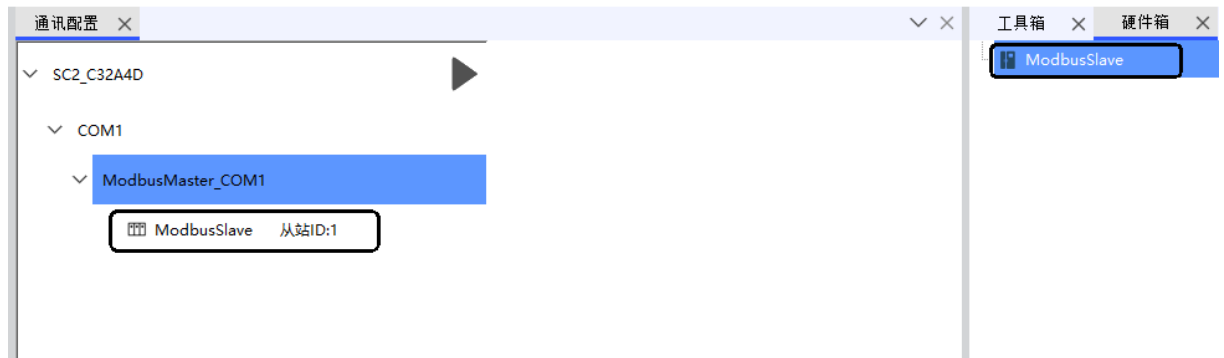 通讯配置
工具箱 硬件箱
ModbusSlave
SC2_C32A4D
COM1
ModbusMaster_COM1
ModbusSlave 从站ID:1